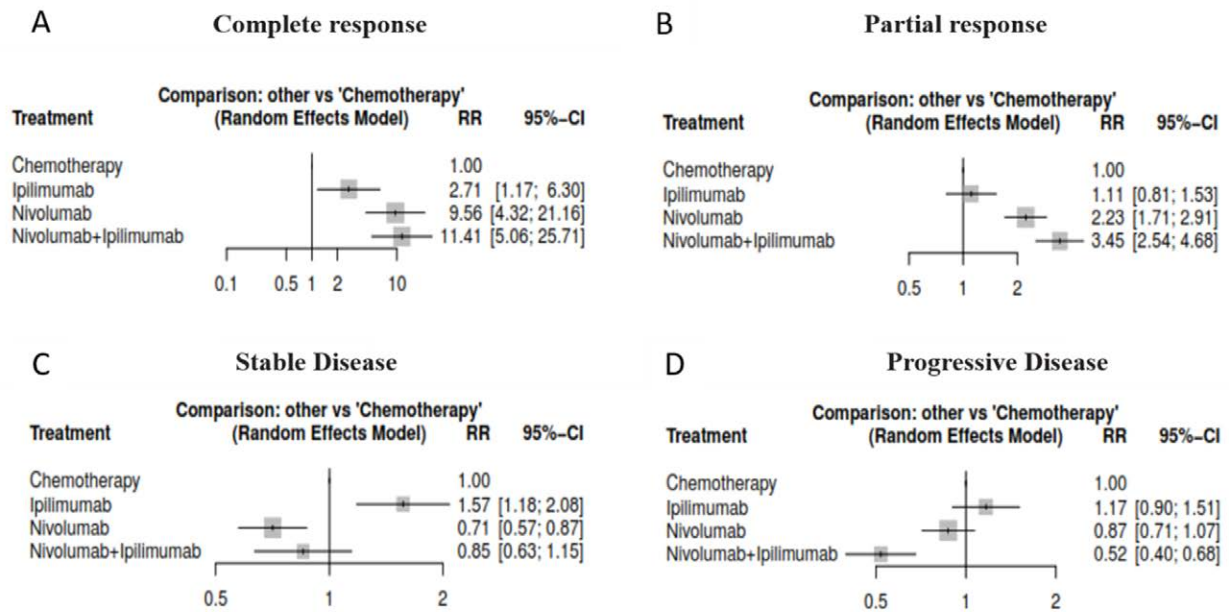 A Complete response
Comparison: other vs 'Chemotherapy'
Treatment (Random Effects Model) RR 95%−CI
Chemotherapy 1.00
Ipilimumab 2.71 [1.17; 6.30]
Nivolumab 9.56 [4.32; 21.16]
Nivolumab+Ipilimumab 11.41 [5.06; 25.71]
0.1 0.5 1 2 10
B Partial response
Comparison: other vs 'Chemotherapy'
Treatment (Random Effects Model) RR 95%−CI
Chemotherapy 1.00
Ipilimumab 1.11 [0.81; 1.53]
Nivolumab 2.23 [1.71; 2.91]
Nivolumab+Ipilimumab 3.45 [2.54; 4.68]
0.5 1 2
C Stable Disease
Comparison: other vs 'Chemotherapy'
Treatment (Random Effects Model) RR 95%−CI
Chemotherapy 1.00
Ipilimumab 1.57 [1.18; 2.08]
Nivolumab 0.71 [0.57; 0.87]
Nivolumab+Ipilimumab 0.85 [0.63; 1.15]
0.5 1 2
D Progressive Disease
Comparison: other vs 'Chemotherapy'
Treatment (Random Effects Model) RR 95%−CI
Chemotherapy 1.00
Ipilimumab 1.17 [0.90; 1.51]
Nivolumab 0.87 [0.71; 1.07]
Nivolumab+Ipilimumab 0.52 [0.40; 0.68]
0.5 1 2